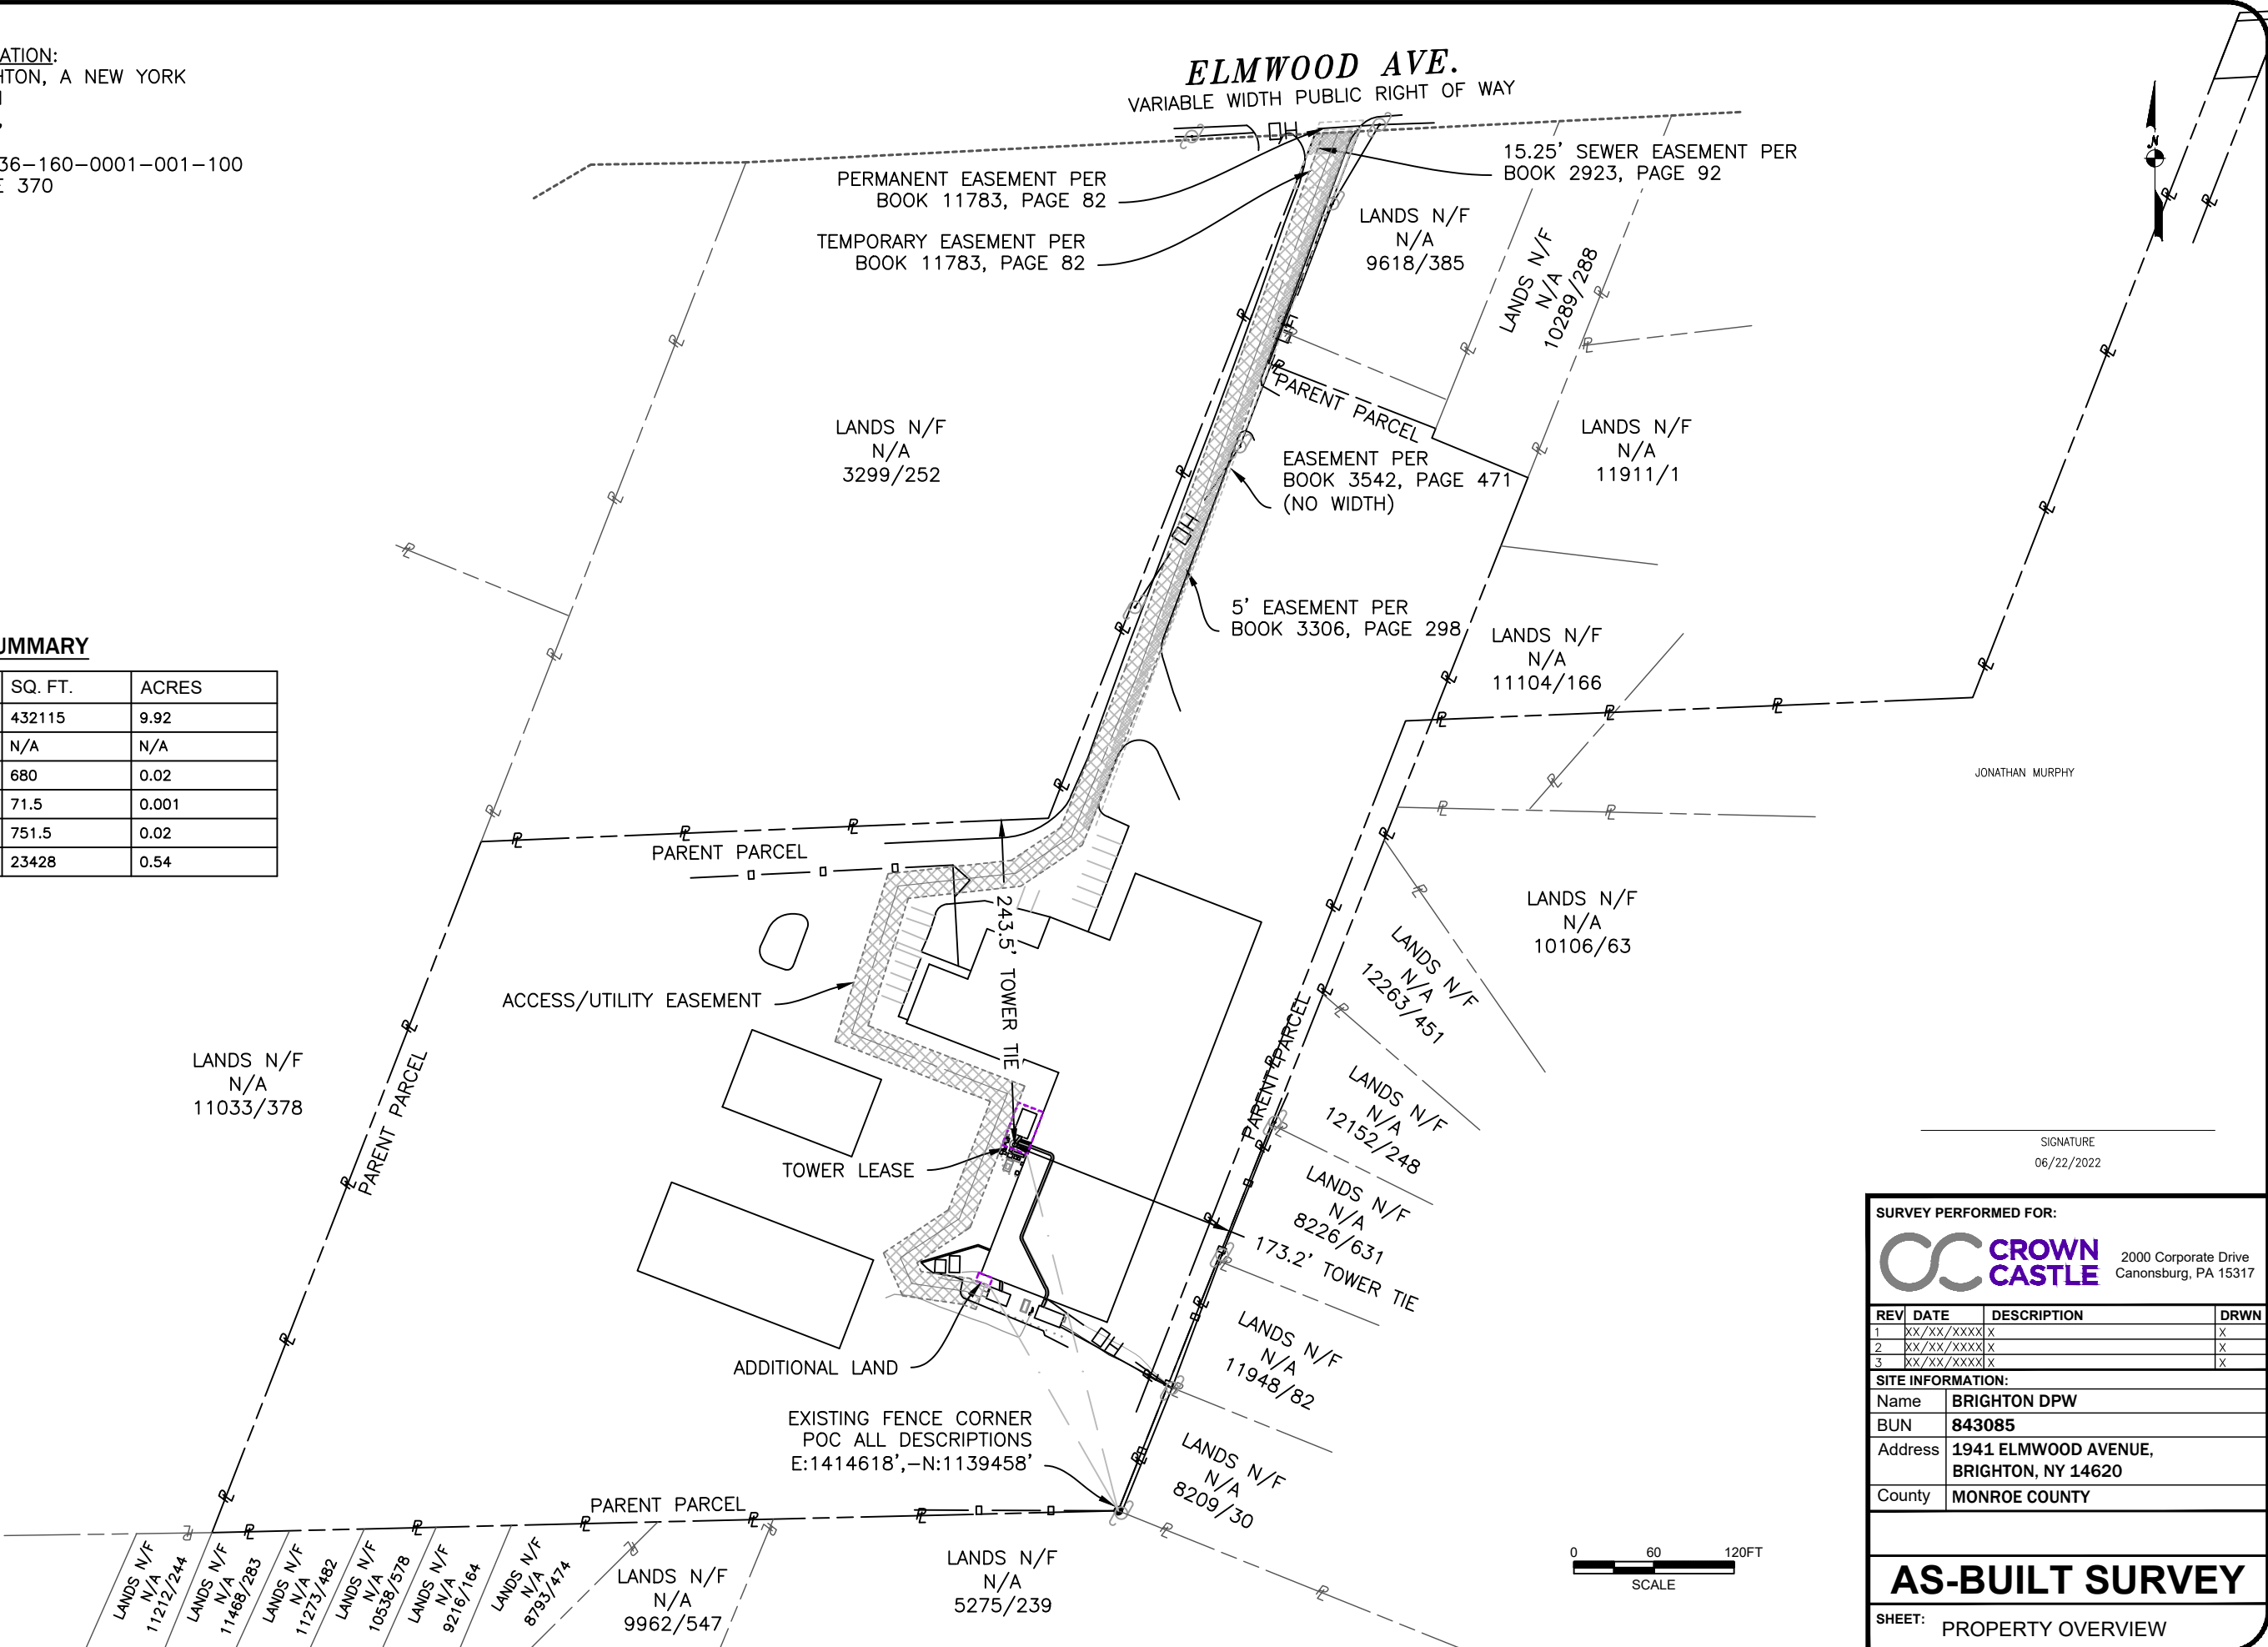 ATION:
HTON, A NEW YORK
36-160-0001-001-100
E 370
ELMWOOD AVE.
VARIABLE WIDTH PUBLIC RIGHT OF WAY
PERMANENT EASEMENT PER
BOOK 11783, PAGE 82
TEMPORARY EASEMENT PER
BOOK 11783, PAGE 82
15.25' SEWER EASEMENT PER
BOOK 2923, PAGE 92
LANDS N/F
N/A
9618/385
LANDS N/F
N/A
10289/288
PARENT PARCEL
LANDS N/F
N/A
3299/252
EASEMENT PER
BOOK 3542, PAGE 471
(NO WIDTH)
LANDS N/F
N/A
11911/1
OH
5' EASEMENT PER
BOOK 3306, PAGE 298
LANDS N/F
N/A
11104/166
UMMARY
SQ. FT. ACRES
432115 9.92
N/A N/A
680 0.02
71.5 0.001
751.5 0.02
23428 0.54
JONATHAN MURPHY
PARENT PARCEL
243.5' TOWER TIE
LANDS N/F
N/A
10106/63
ACCESS/UTILITY EASEMENT
LANDS N/F
N/A
12263/451
LANDS N/F
N/A
11033/378
PARENT PARCEL
PARENT PARCEL
LANDS N/F
N/A
12152/248
TOWER LEASE
LANDS N/F
N/A
8226/631
173.2' TOWER TIE
OH
LANDS N/F
N/A
11948/82
ADDITIONAL LAND
EXISTING FENCE CORNER
POC ALL DESCRIPTIONS
E:1414618',-N:1139458'
LANDS N/F
N/A
8209/30
PARENT PARCEL
LANDS N/F
N/A
11212/244
LANDS N/F
N/A
11468/283
LANDS N/F
N/A
11273/482
LANDS N/F
N/A
10538/578
LANDS N/F
N/A
9216/164
LANDS N/F
N/A
8793/474
LANDS N/F
N/A
9962/547
LANDS N/F
N/A
5275/239
0 60 120FT
SCALE
SIGNATURE
06/22/2022
SURVEY PERFORMED FOR:
CROWN
CASTLE
2000 Corporate Drive
Canonsburg, PA 15317
REV DATE DESCRIPTION DRWN
1 XX/XX/XXXX X X
2 XX/XX/XXXX X X
3 XX/XX/XXXX X X
SITE INFORMATION:
Name BRIGHTON DPW
BUN 843085
Address 1941 ELMWOOD AVENUE,
BRIGHTON, NY 14620
County MONROE COUNTY
AS-BUILT SURVEY
SHEET: PROPERTY OVERVIEW